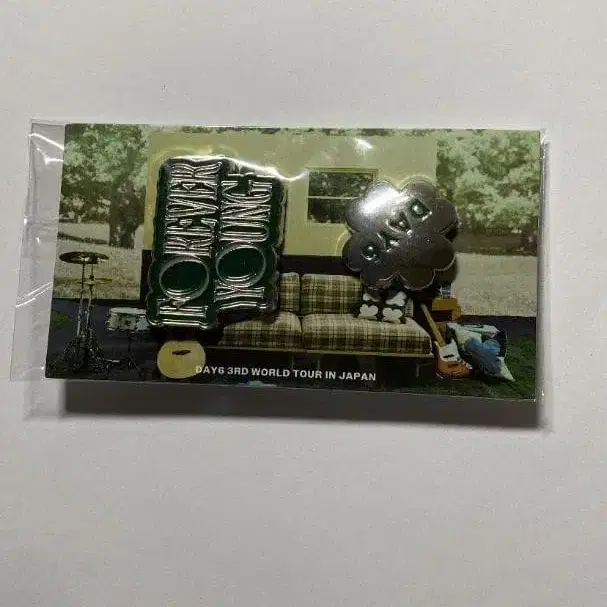 FOREVER
YOUNG
DAY6
DAY6 3RD WORLD TOUR IN JAPAN